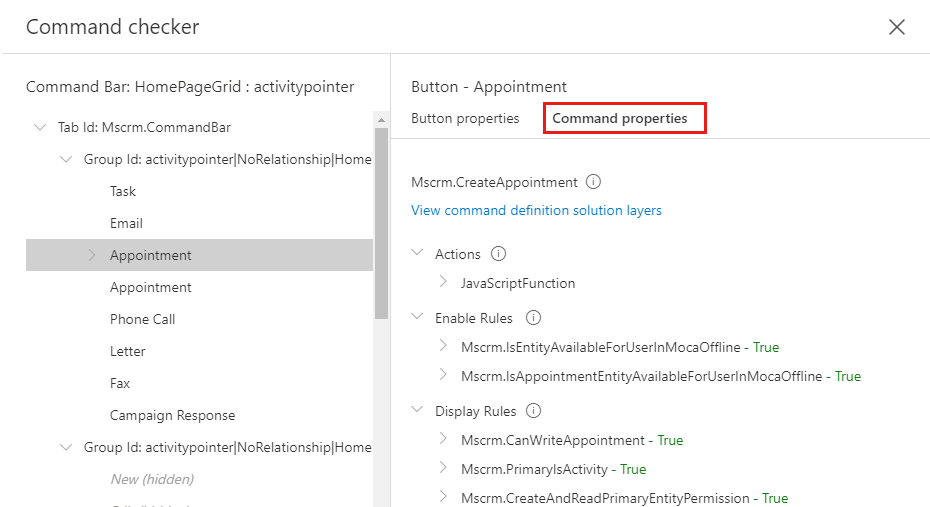 Command checker
Command Bar: HomePageGrid : activitypointer
Tab Id: Mscrm.CommandBar
Group Id: activitypointer|NoRelationship|Home
Task
Email
Appointment
Appointment
Phone Call
Letter
Fax
Campaign Response
Group Id: activitypointer|NoRelationship|Home
New (hidden)
Button - Appointment
Button properties
Command properties
Mscrm.CreateAppointment
View command definition solution layers
Actions
JavaScriptFunction
Enable Rules
Mscrm.IsEntityAvailableForUserInMocaOffline - True
Mscrm.IsAppointmentEntityAvailableForUserInMocaOffline - True
Display Rules
Mscrm.CanWriteAppointment - True
Mscrm.PrimaryIsActivity - True
Mscrm.CreateAndReadPrimaryEntityPermission - True